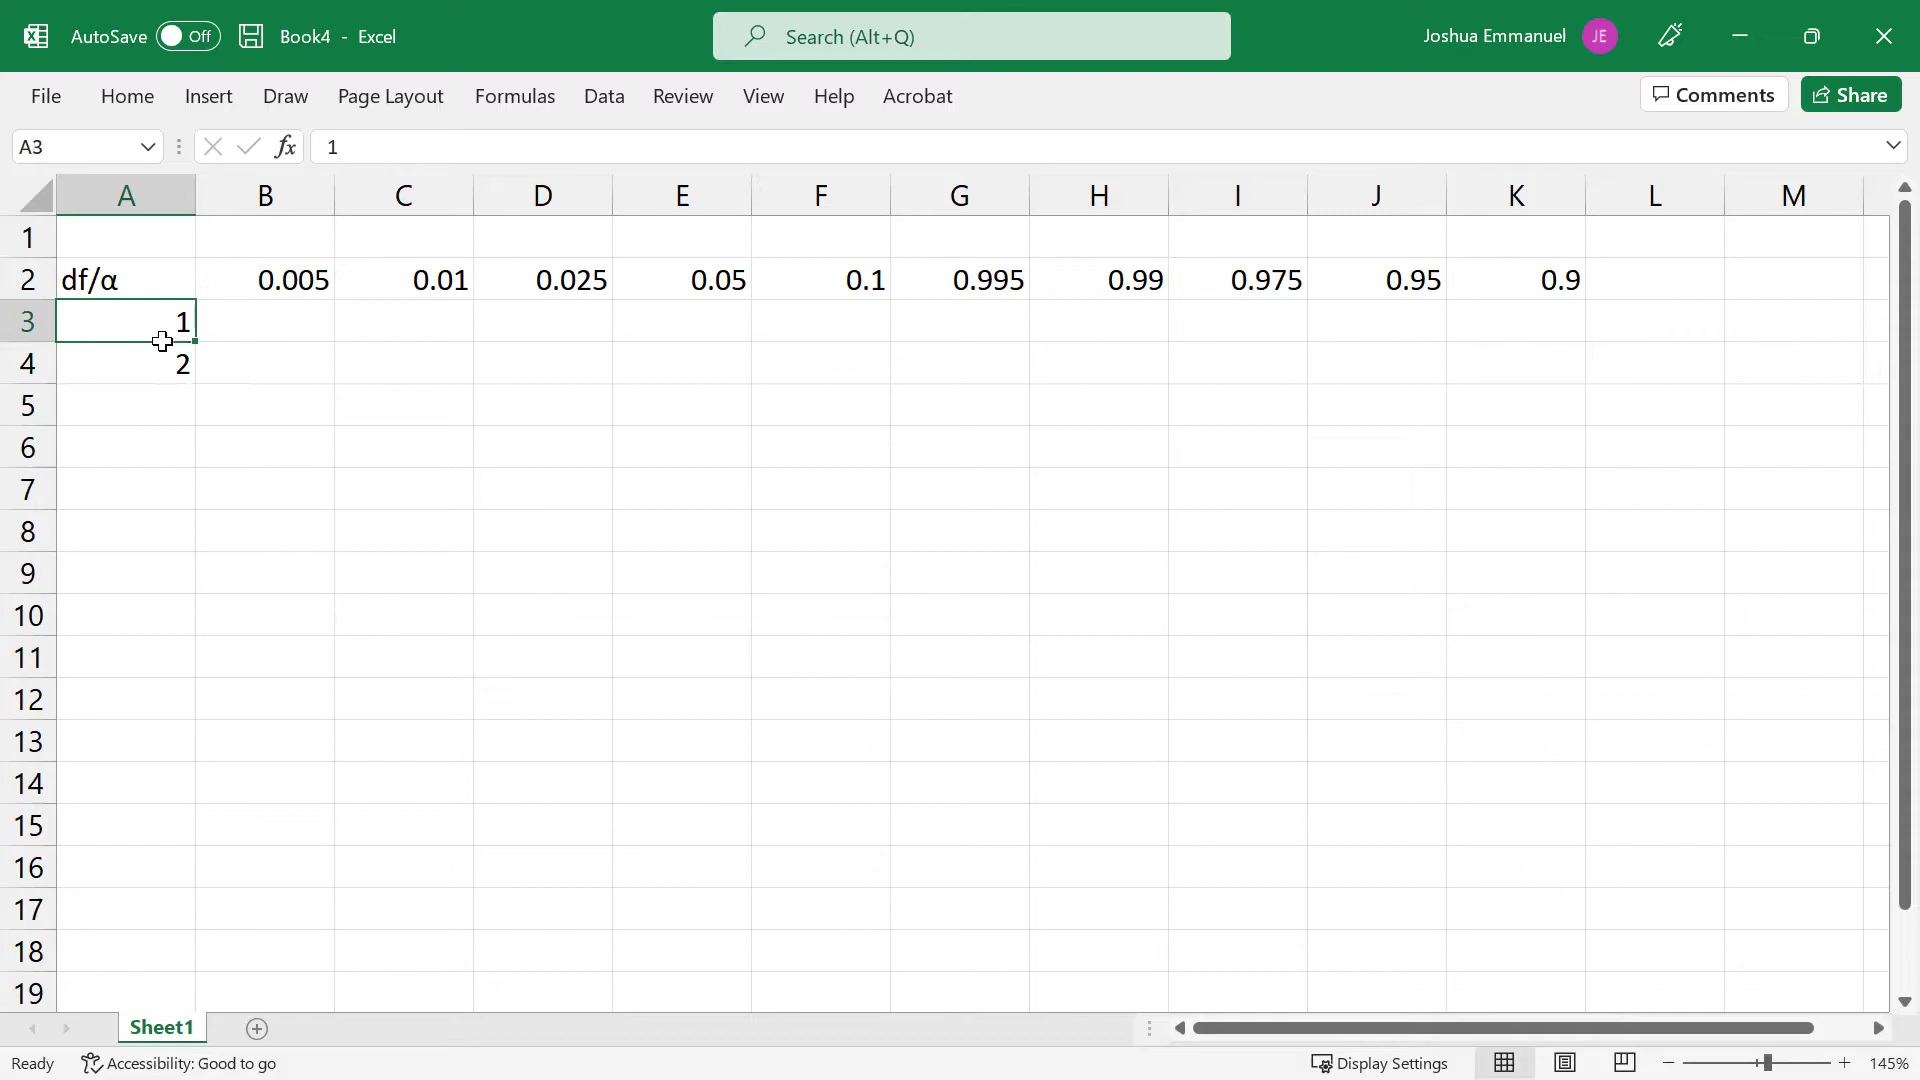 AutoSave Off Book4 - Excel Search (Alt+Q) Joshua Emmanuel JE
File Home Insert Draw Page Layout Formulas Data Review View Help Acrobat Comments Share
A3 fx 1
A B C D E F G H I J K L M
1
2 df/α 0.005 0.01 0.025 0.05 0.1 0.995 0.99 0.975 0.95 0.9
3 1
4 2
5
6
7
8
9
10
11
12
13
14
15
16
17
18
19
Sheet1
Ready Accessibility: Good to go Display Settings 145%